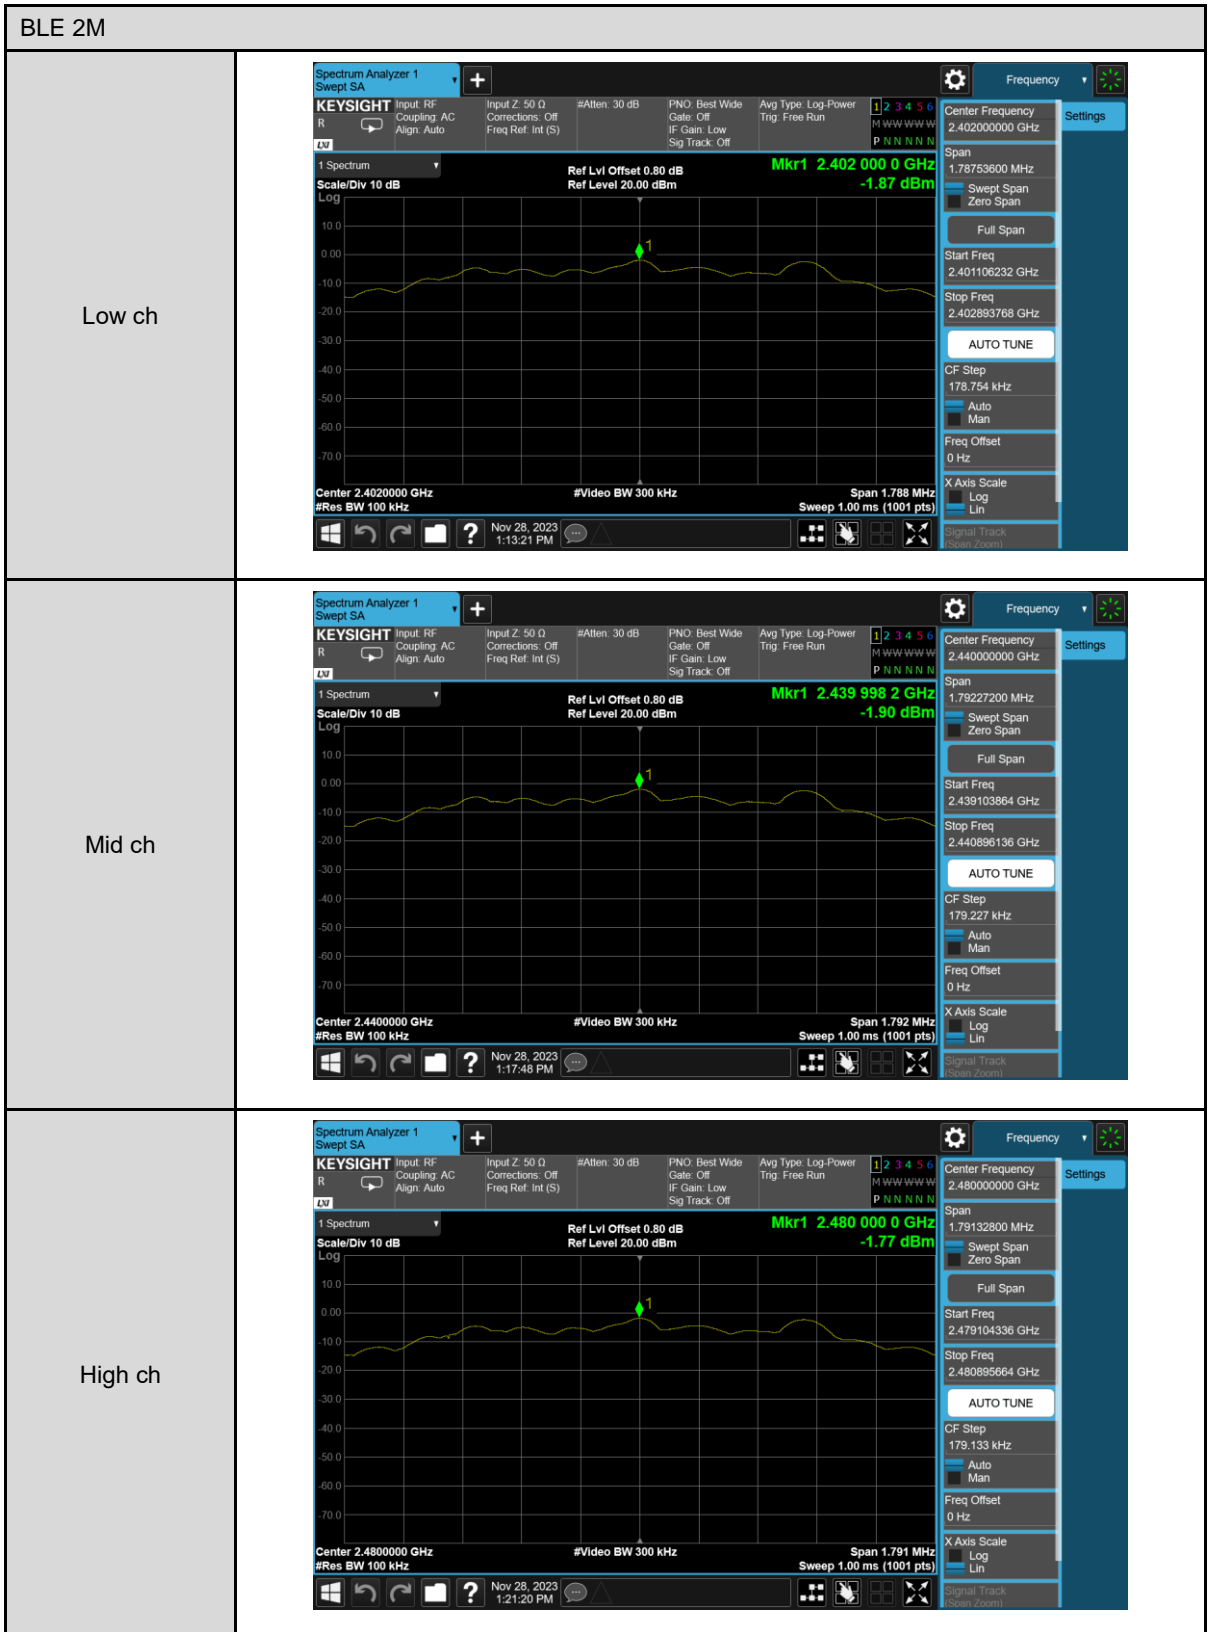 BLE 2M
Low ch
Spectrum Analyzer 1
Swept SA
Frequency
KEYSIGHT
R
LXI
Input: RF
Coupling: AC
Align: Auto
Input Z: 50 Ω
Corrections: Off
Freq Ref: Int (S)
#Atten: 30 dB
PNO: Best Wide
Gate: Off
IF Gain: Low
Sig Track: Off
Avg Type: Log-Power
Trig: Free Run
1 2 3 4 5 6
M W W W W W
P N N N N N
1 Spectrum
Scale/Div 10 dB
Ref Lvl Offset 0.80 dB
Ref Level 20.00 dBm
Mkr1 2.402 000 0 GHz
-1.87 dBm
Log
10.0
0.00
-10.0
-20.0
-30.0
-40.0
-50.0
-60.0
-70.0
1
Center 2.4020000 GHz
#Res BW 100 kHz
#Video BW 300 kHz
Span 1.788 MHz
Sweep 1.00 ms (1001 pts)
Nov 28, 2023
1:13:21 PM
Center Frequency
2.402000000 GHz
Settings
Span
1.78753600 MHz
Swept Span
Zero Span
Full Span
Start Freq
2.401106232 GHz
Stop Freq
2.402893768 GHz
AUTO TUNE
CF Step
178.754 kHz
Auto
Man
Freq Offset
0 Hz
X Axis Scale
Log
Lin
Signal Track
(Span Zoom)
Mid ch
Spectrum Analyzer 1
Swept SA
Frequency
KEYSIGHT
R
LXI
Input: RF
Coupling: AC
Align: Auto
Input Z: 50 Ω
Corrections: Off
Freq Ref: Int (S)
#Atten: 30 dB
PNO: Best Wide
Gate: Off
IF Gain: Low
Sig Track: Off
Avg Type: Log-Power
Trig: Free Run
1 2 3 4 5 6
M W W W W W
P N N N N N
1 Spectrum
Scale/Div 10 dB
Ref Lvl Offset 0.80 dB
Ref Level 20.00 dBm
Mkr1 2.439 998 2 GHz
-1.90 dBm
Log
10.0
0.00
-10.0
-20.0
-30.0
-40.0
-50.0
-60.0
-70.0
1
Center 2.4400000 GHz
#Res BW 100 kHz
#Video BW 300 kHz
Span 1.792 MHz
Sweep 1.00 ms (1001 pts)
Nov 28, 2023
1:17:48 PM
Center Frequency
2.440000000 GHz
Settings
Span
1.79227200 MHz
Swept Span
Zero Span
Full Span
Start Freq
2.439103864 GHz
Stop Freq
2.440896136 GHz
AUTO TUNE
CF Step
179.227 kHz
Auto
Man
Freq Offset
0 Hz
X Axis Scale
Log
Lin
Signal Track
(Span Zoom)
High ch
Spectrum Analyzer 1
Swept SA
Frequency
KEYSIGHT
R
LXI
Input: RF
Coupling: AC
Align: Auto
Input Z: 50 Ω
Corrections: Off
Freq Ref: Int (S)
#Atten: 30 dB
PNO: Best Wide
Gate: Off
IF Gain: Low
Sig Track: Off
Avg Type: Log-Power
Trig: Free Run
1 2 3 4 5 6
M W W W W W
P N N N N N
1 Spectrum
Scale/Div 10 dB
Ref Lvl Offset 0.80 dB
Ref Level 20.00 dBm
Mkr1 2.480 000 0 GHz
-1.77 dBm
Log
10.0
0.00
-10.0
-20.0
-30.0
-40.0
-50.0
-60.0
-70.0
1
Center 2.4800000 GHz
#Res BW 100 kHz
#Video BW 300 kHz
Span 1.791 MHz
Sweep 1.00 ms (1001 pts)
Nov 28, 2023
1:21:20 PM
Center Frequency
2.480000000 GHz
Settings
Span
1.79132800 MHz
Swept Span
Zero Span
Full Span
Start Freq
2.479104336 GHz
Stop Freq
2.480895664 GHz
AUTO TUNE
CF Step
179.133 kHz
Auto
Man
Freq Offset
0 Hz
X Axis Scale
Log
Lin
Signal Track
(Span Zoom)